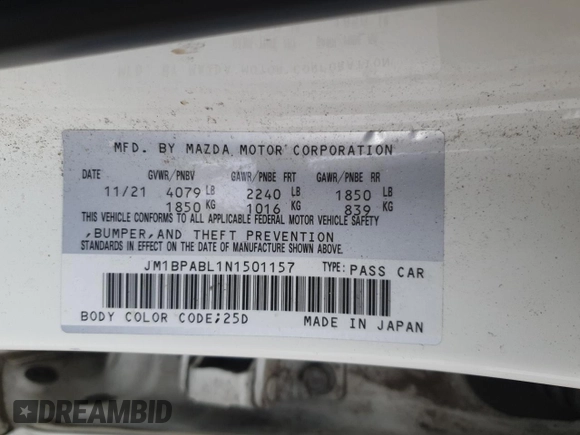 MFD. BY MAZDA MOTOR CORPORATION
DATE GVWR/PNBV GAWR/PNBE FRT GAWR/PNBE RR
11/21 4079 LB 2240 LB 1850 LB
1850 KG 1016 KG 839 KG
THIS VEHICLE CONFORMS TO ALL APPLICABLE FEDERAL MOTOR VEHICLE SAFETY
,BUMPER,AND THEFT PREVENTION
STANDARDS IN EFFECT ON THE DATE OF MANUFACTURE SHOWN ABOVE.
JM1BPABL1N1501157 TYPE: PASS CAR
BODY COLOR CODE;25D MADE IN JAPAN
DREAMBID